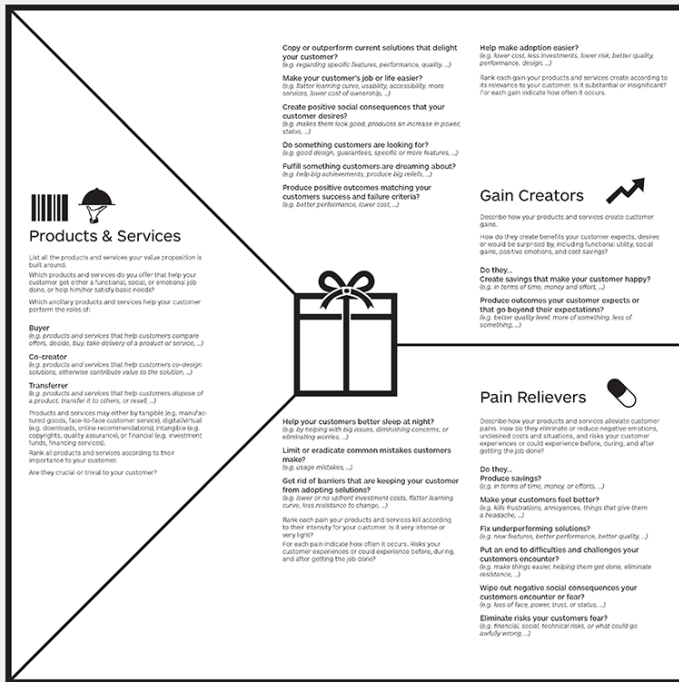 Products & Services
List all the products and services your value proposition is
built around.
Which products and services do you offer that help your
customer get either a functional, social, or emotional job
done, or help him/her satisfy basic needs?
Which ancillary products and services help your customer
perform the roles of:
Buyer
(e.g. products and services that help customers compare
offers, decide, buy, take delivery of a product or service, ...)
Co-creator
(e.g. products and services that help customers co-design
solutions, otherwise contribute value to the solution, ...)
Transferrer
(e.g. products and services that help customers dispose of
a product, transfer it to others, or resell, ...)
Products and services may either by tangible (e.g. manufac-
tured goods, face-to-face customer service), digital/virtual
(e.g. downloads, online recommendations), intangible (e.g.
copyrights, quality assurance), or financial (e.g. investment
funds, financing services).
Rank all products and services according to their
importance to your customer.
Are they crucial or trivial to your customer?
Copy or outperform current solutions that delight
your customer?
(e.g. regarding specific features, performance, quality, ...)
Make your customer's job or life easier?
(e.g. flatter learning curve, usability, accessibility, more
services, lower cost of ownership, ...)
Create positive social consequences that your
customer desires?
(e.g. makes them look good, produces an increase in power,
status, ...)
Do something customers are looking for?
(e.g. good design, guarantees, specific or more features, ...)
Fulfill something customers are dreaming about?
(e.g. help big achievements, produce big reliefs, ...)
Produce positive outcomes matching your
customers success and failure criteria?
(e.g. better performance, lower cost, ...)
Help make adoption easier?
(e.g. lower cost, less investments, lower risk, better quality,
performance, design, ...)
Rank each gain your products and services create according to
its relevance to your customer. Is it substantial or insignificant?
For each gain indicate how often it occurs.
Gain Creators
Describe how your products and services create customer
gains.
How do they create benefits your customer expects, desires
or would be surprised by, including functional utility, social
gains, positive emotions, and cost savings?
Do they...
Create savings that make your customer happy?
(e.g. in terms of time, money and effort, ...)
Produce outcomes your customer expects or
that go beyond their expectations?
(e.g. better quality level, more of something, less of
something, ...)
Help your customers better sleep at night?
(e.g. by helping with big issues, diminishing concerns, or
eliminating worries, ...)
Limit or eradicate common mistakes customers
make?
(e.g. usage mistakes, ...)
Get rid of barriers that are keeping your customer
from adopting solutions?
(e.g. lower or no upfront investment costs, flatter learning
curve, less resistance to change, ...)
Rank each pain your products and services kill according
to their intensity for your customer. Is it very intense or
very light?
For each pain indicate how often it occurs. Risks your
customer experiences or could experience before, during,
and after getting the job done?
Pain Relievers
Describe how your products and services alleviate customer
pains. How do they eliminate or reduce negative emotions,
undesired costs and situations, and risks your customer
experiences or could experience before, during, and after
getting the job done?
Do they...
Produce savings?
(e.g. in terms of time, money, or efforts, ...)
Make your customers feel better?
(e.g. kills frustrations, annoyances, things that give them
a headache, ...)
Fix underperforming solutions?
(e.g. new features, better performance, better quality, ...)
Put an end to difficulties and challenges your
customers encounter?
(e.g. make things easier, helping them get done, eliminate
resistance, ...)
Wipe out negative social consequences your
customers encounter or fear?
(e.g. loss of face, power, trust, or status, ...)
Eliminate risks your customers fear?
(e.g. financial, social, technical risks, or what could go
awfully wrong, ...)